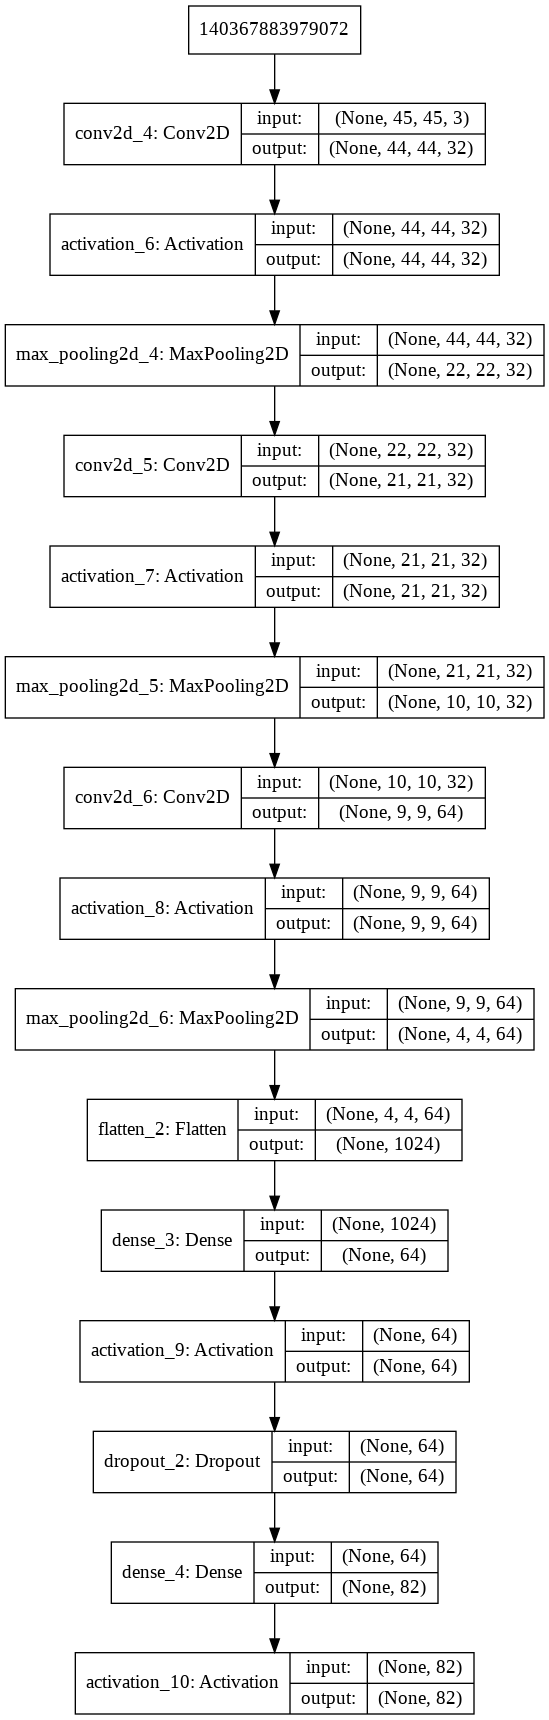 140367883979072
conv2d_4: Conv2D
input:
(None, 45, 45, 3)
output:
(None, 44, 44, 32)
activation_6: Activation
input:
(None, 44, 44, 32)
output:
(None, 44, 44, 32)
max_pooling2d_4: MaxPooling2D
input:
(None, 44, 44, 32)
output:
(None, 22, 22, 32)
conv2d_5: Conv2D
input:
(None, 22, 22, 32)
output:
(None, 21, 21, 32)
activation_7: Activation
input:
(None, 21, 21, 32)
output:
(None, 21, 21, 32)
max_pooling2d_5: MaxPooling2D
input:
(None, 21, 21, 32)
output:
(None, 10, 10, 32)
conv2d_6: Conv2D
input:
(None, 10, 10, 32)
output:
(None, 9, 9, 64)
activation_8: Activation
input:
(None, 9, 9, 64)
output:
(None, 9, 9, 64)
max_pooling2d_6: MaxPooling2D
input:
(None, 9, 9, 64)
output:
(None, 4, 4, 64)
flatten_2: Flatten
input:
(None, 4, 4, 64)
output:
(None, 1024)
dense_3: Dense
input:
(None, 1024)
output:
(None, 64)
activation_9: Activation
input:
(None, 64)
output:
(None, 64)
dropout_2: Dropout
input:
(None, 64)
output:
(None, 64)
dense_4: Dense
input:
(None, 64)
output:
(None, 82)
activation_10: Activation
input:
(None, 82)
output:
(None, 82)